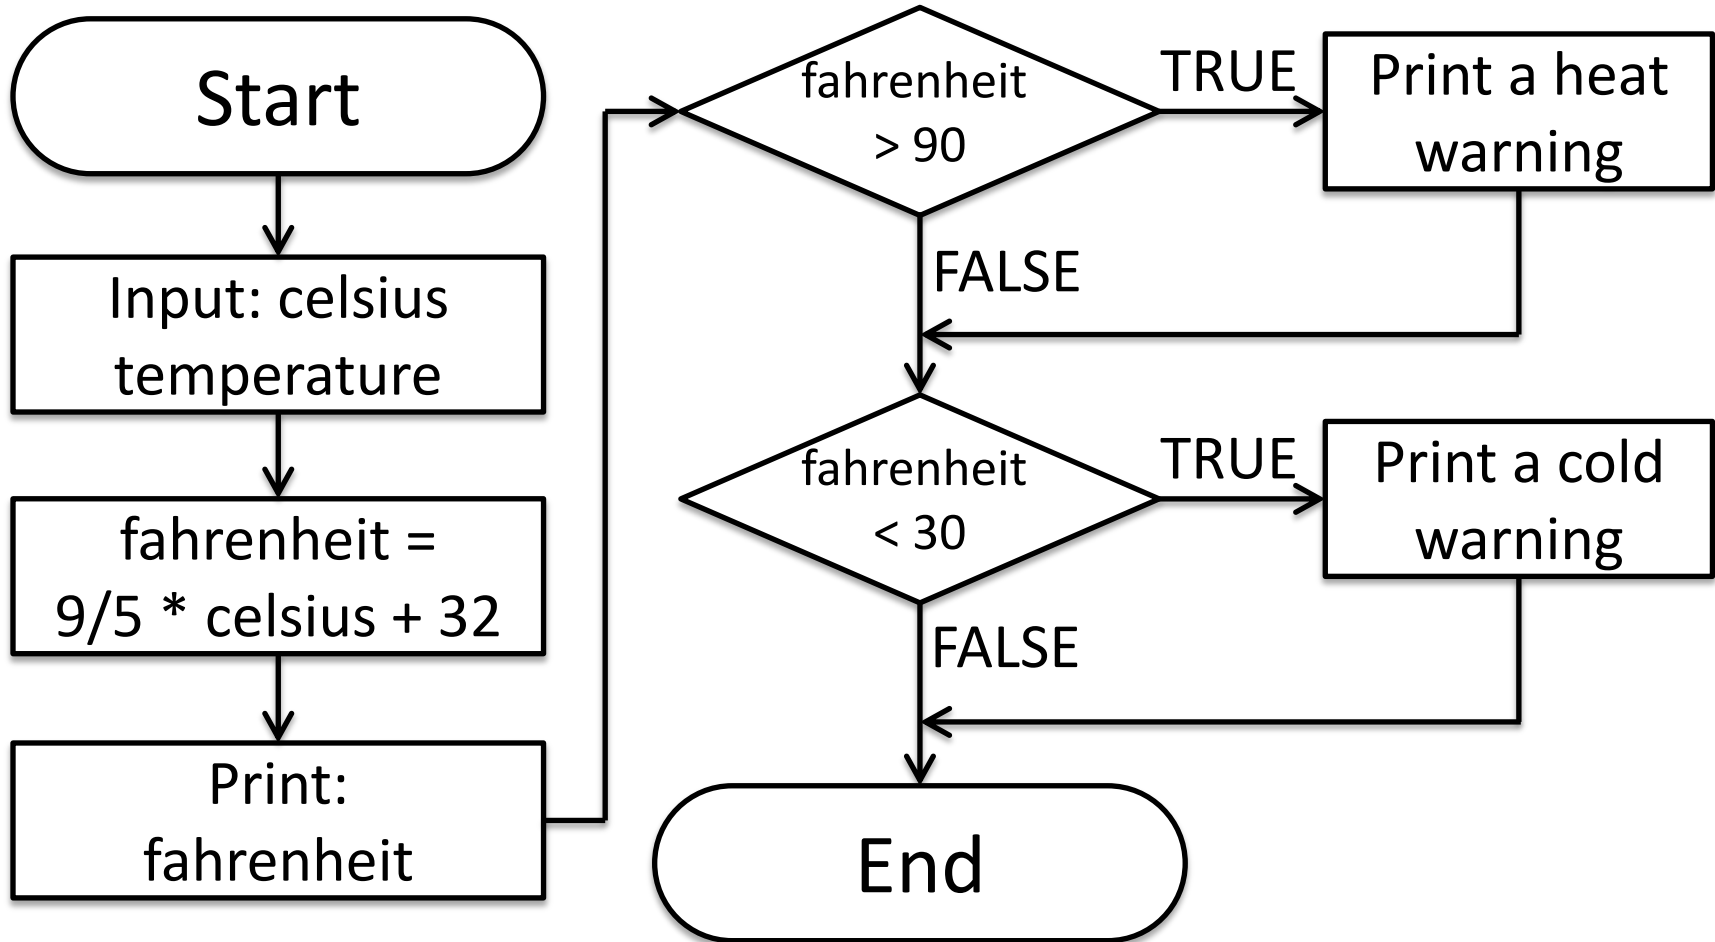 Start
Input: celsius
temperature
fahrenheit =
9/5 * celsius + 32
Print:
fahrenheit
fahrenheit
> 90
TRUE
Print a heat
warning
FALSE
fahrenheit
< 30
TRUE
Print a cold
warning
FALSE
End